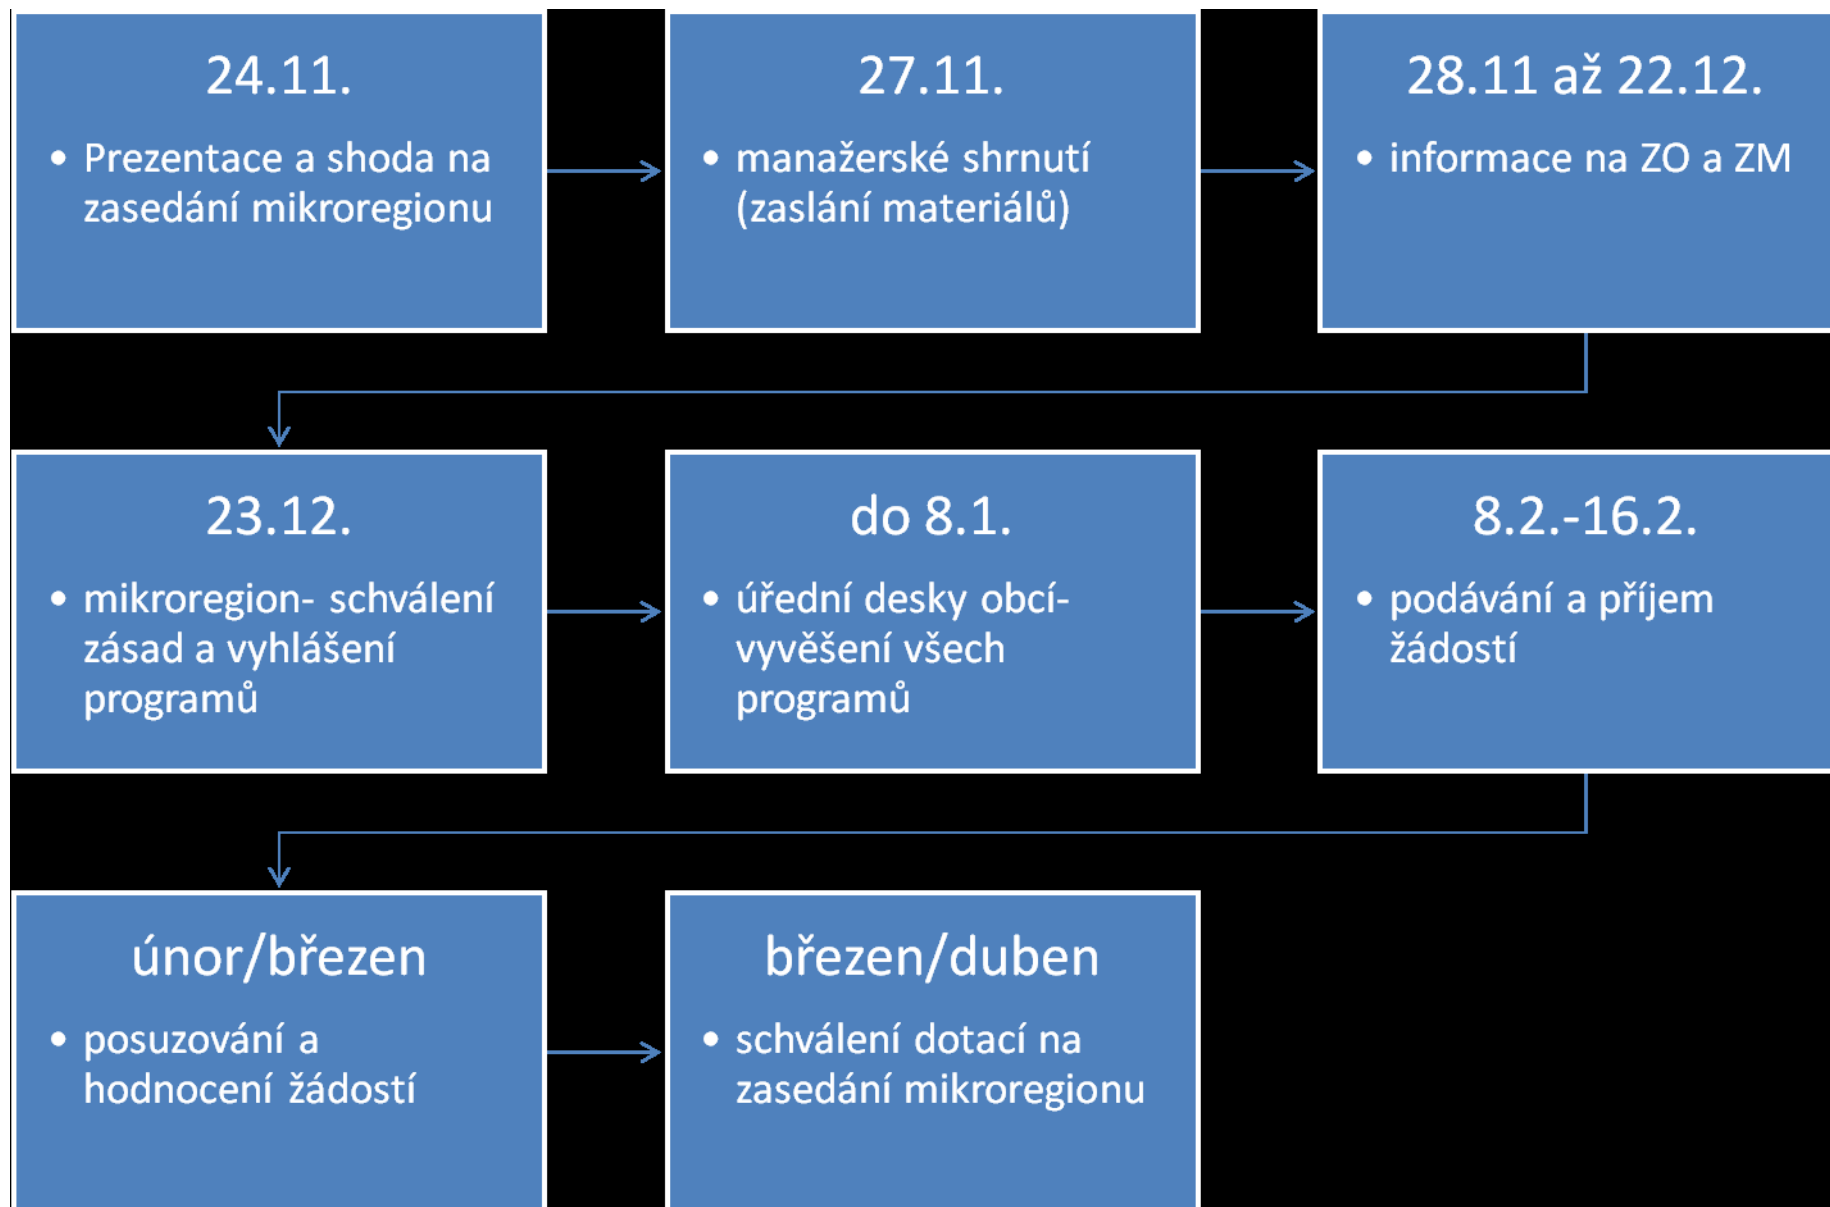 24.11.
• Prezentace a shoda na
zasedání mikroregionu
27.11.
• manažerské shrnutí
(zaslání materiálů)
28.11 až 22.12.
• informace na ZO a ZM
23.12.
• mikroregion- schválení
zásad a vyhlášení
programů
do 8.1.
• úřední desky obcí-
vyvěšení všech
programů
8.2.-16.2.
• podávání a příjem
žádostí
únor/březen
• posuzování a
hodnocení žádostí
březen/duben
• schválení dotací na
zasedání mikroregionu